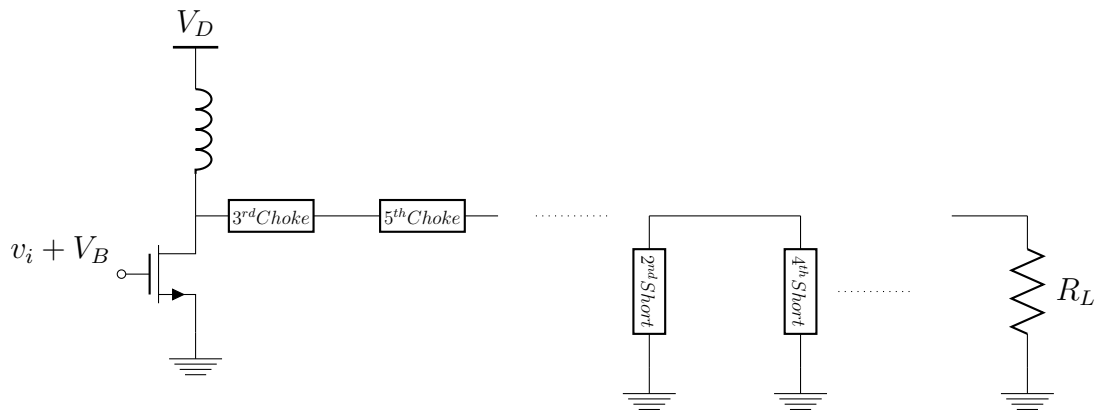 V_D
3^{rd}Choke
5^{th}Choke
v_i + V_B
2^{nd}Short
4^{th}Short
R_L